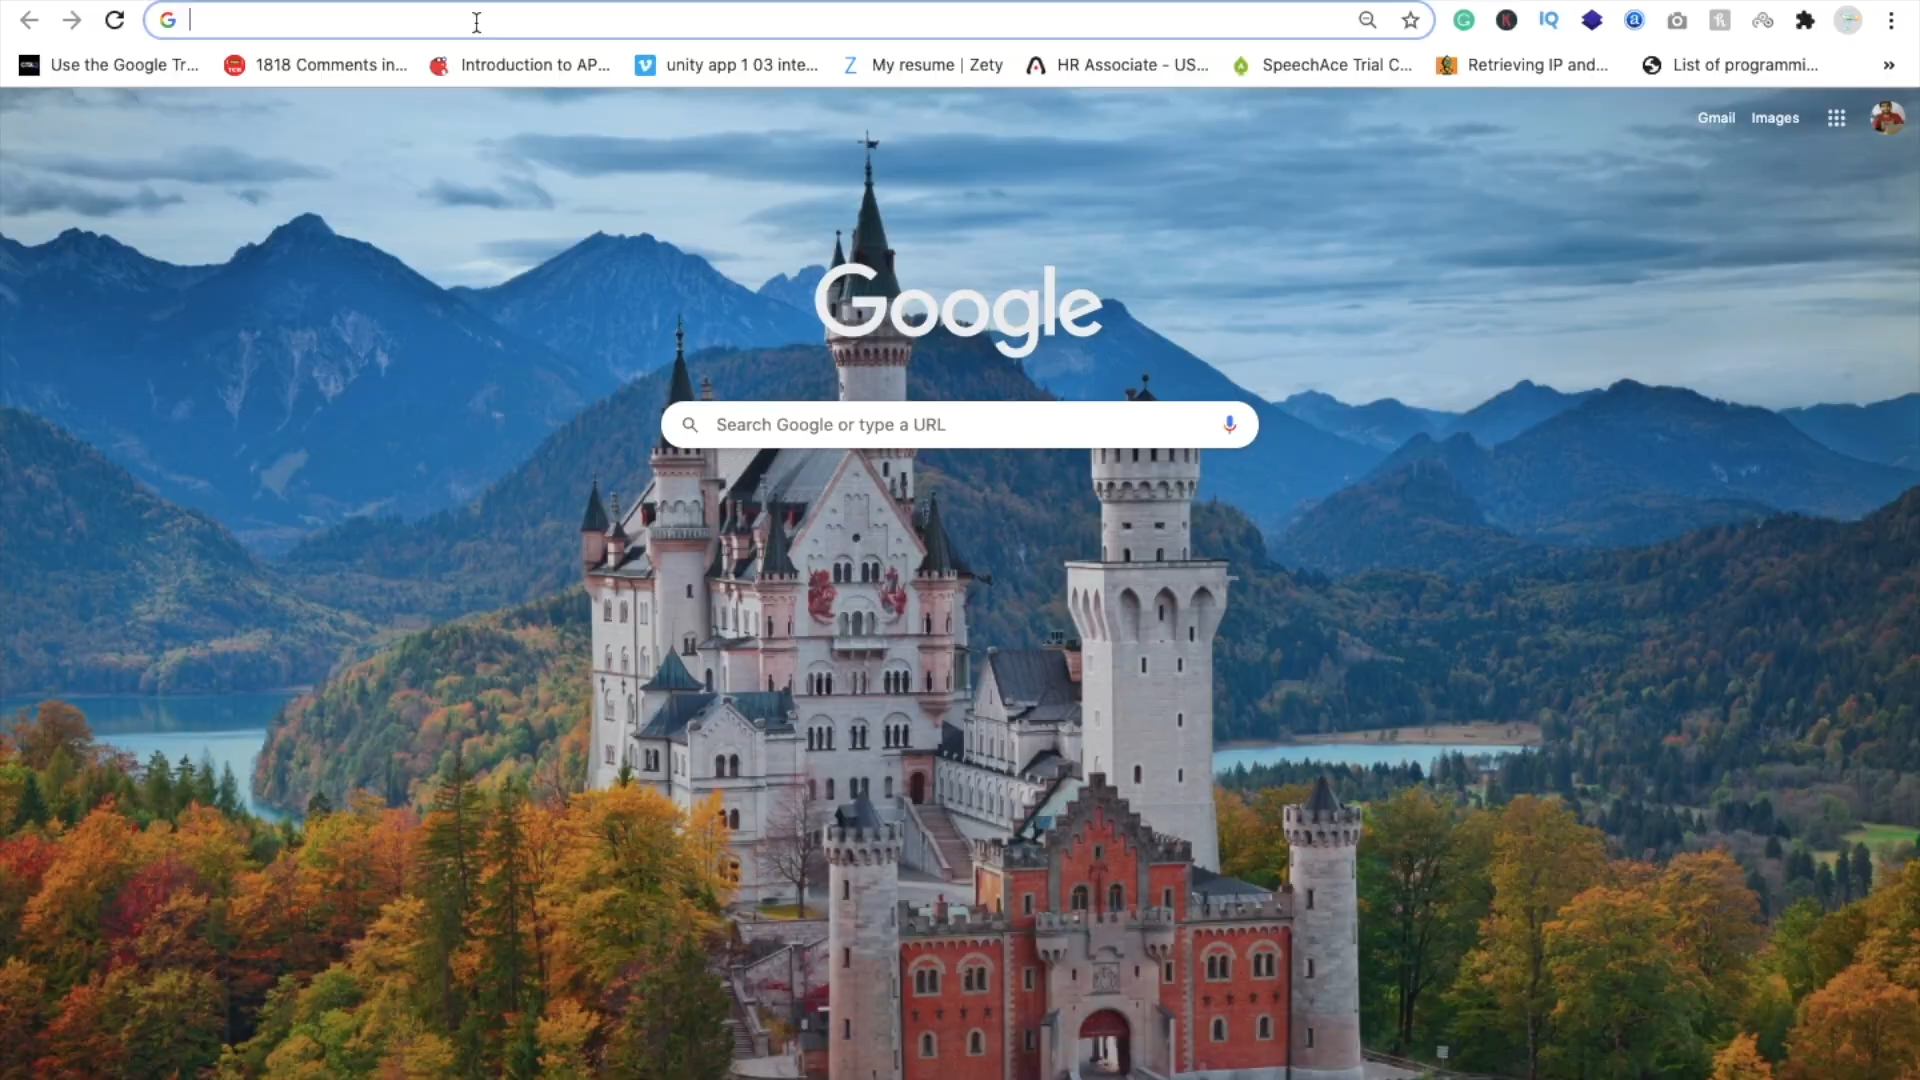 Use the Google Tr...
1818 Comments in...
Introduction to AP...
unity app 1 03 inte...
My resume | Zety
HR Associate - US...
SpeechAce Trial C...
Retrieving IP and...
List of programmi...
»
Gmail
Images
Google
Search Google or type a URL